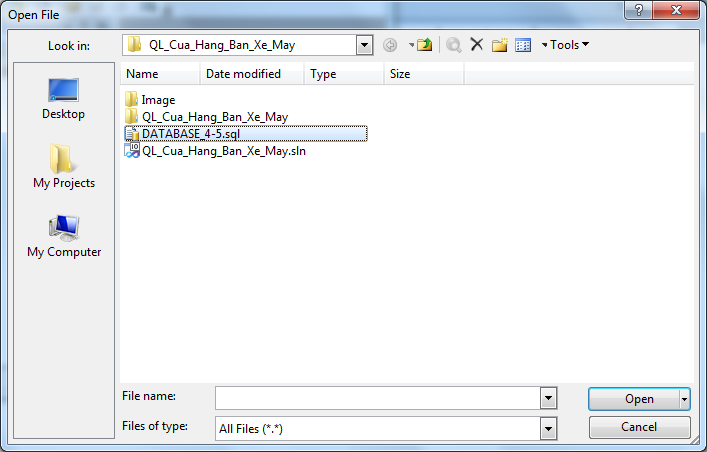 Open File
Look in: QL_Cua_Hang_Ban_Xe_May Tools
Name Date modified Type Size
Desktop
My Projects
My Computer
Image
QL_Cua_Hang_Ban_Xe_May
DATABASE_4-5.sql
QL_Cua_Hang_Ban_Xe_May.sln
File name: Open
Files of type: All Files (*.*) Cancel